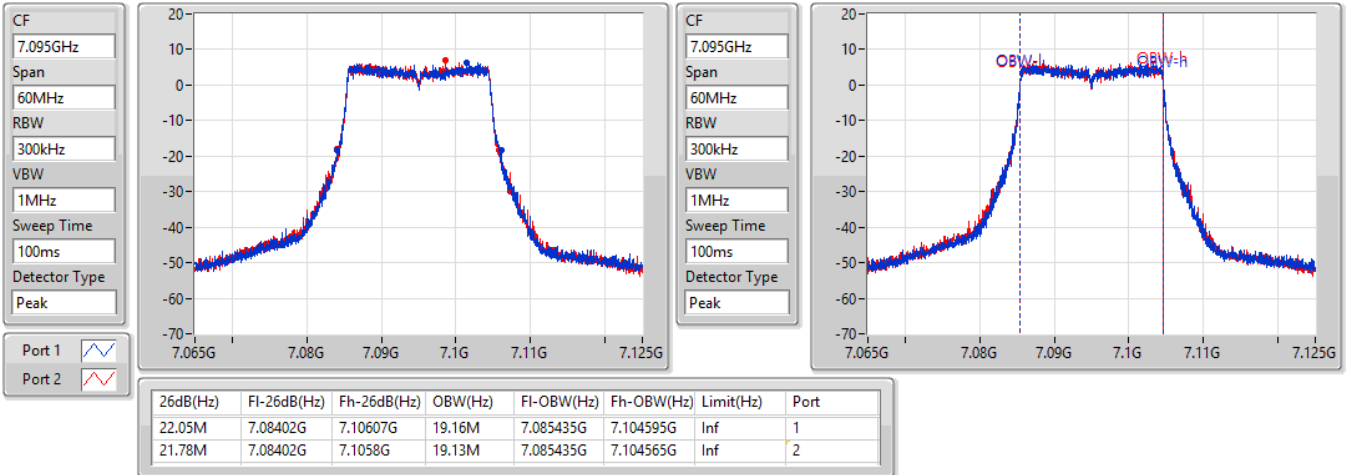 CF
7.095GHz
Span
60MHz
RBW
300kHz
VBW
1MHz
Sweep Time
100ms
Detector Type
Peak
Port 1
Port 2
20-
10-
0-
-10-
-20-
-30-
-40-
-50-
-60-
-70-
7.065G 7.08G 7.09G 7.1G 7.11G 7.125G
CF
7.095GHz
Span
60MHz
RBW
300kHz
VBW
1MHz
Sweep Time
100ms
Detector Type
Peak
20-
10-
0-
-10-
-20-
-30-
-40-
-50-
-60-
-70-
OBW-l OBW-h
7.065G 7.08G 7.09G 7.1G 7.11G 7.125G
26dB(Hz) Fl-26dB(Hz) Fh-26dB(Hz) OBW(Hz) Fl-OBW(Hz) Fh-OBW(Hz) Limit(Hz) Port
22.05M 7.08402G 7.10607G 19.16M 7.085435G 7.104595G Inf 1
21.78M 7.08402G 7.1058G 19.13M 7.085435G 7.104565G Inf 2